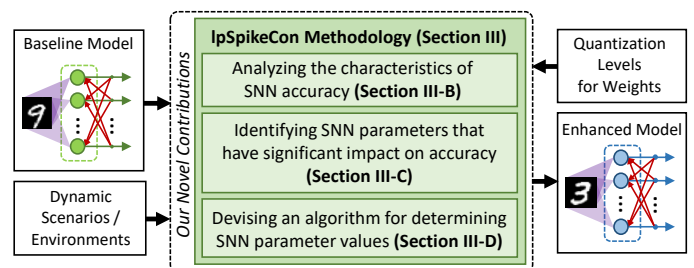 Baseline Model
9
Dynamic
Scenarios /
Environments
Our Novel Contributions
lpSpikeCon Methodology (Section III)
Analyzing the characteristics of
SNN accuracy (Section III-B)
Identifying SNN parameters that
have significant impact on accuracy
(Section III-C)
Devising an algorithm for determining
SNN parameter values (Section III-D)
Quantization
Levels
for Weights
Enhanced Model
3